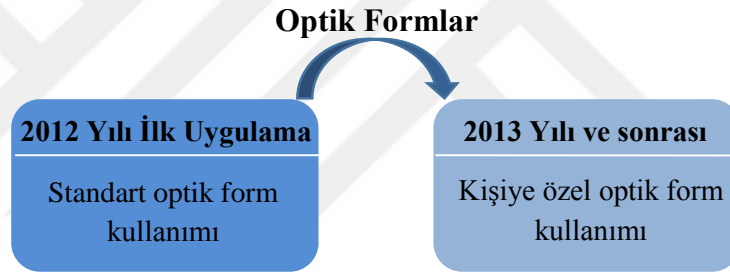 Optik Formlar
2012 Yılı İlk Uygulama
Standart optik form
kullanımı
2013 Yılı ve sonrası
Kişiye özel optik form
kullanımı